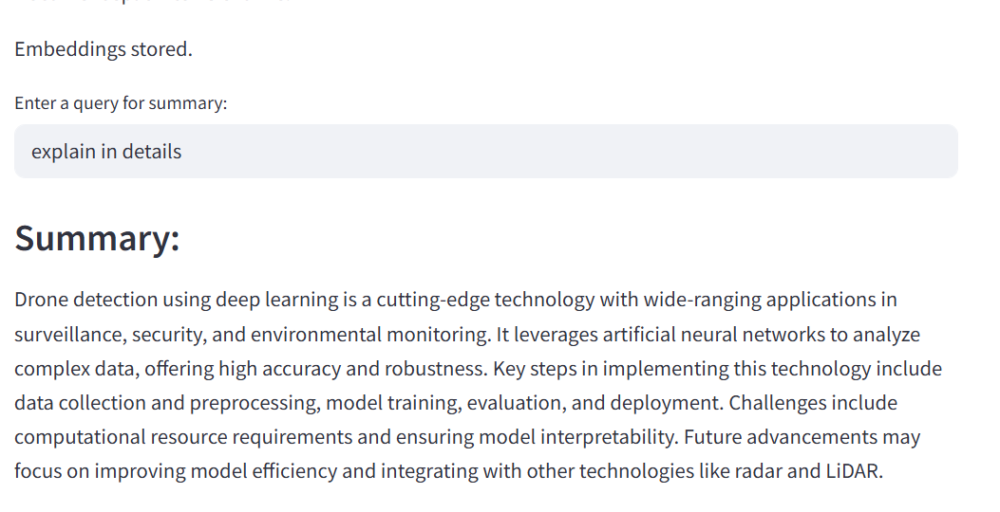 Embeddings stored.
Enter a query for summary:
explain in details
Summary:
Drone detection using deep learning is a cutting-edge technology with wide-ranging applications in
surveillance, security, and environmental monitoring. It leverages artificial neural networks to analyze
complex data, offering high accuracy and robustness. Key steps in implementing this technology include
data collection and preprocessing, model training, evaluation, and deployment. Challenges include
computational resource requirements and ensuring model interpretability. Future advancements may
focus on improving model efficiency and integrating with other technologies like radar and LiDAR.